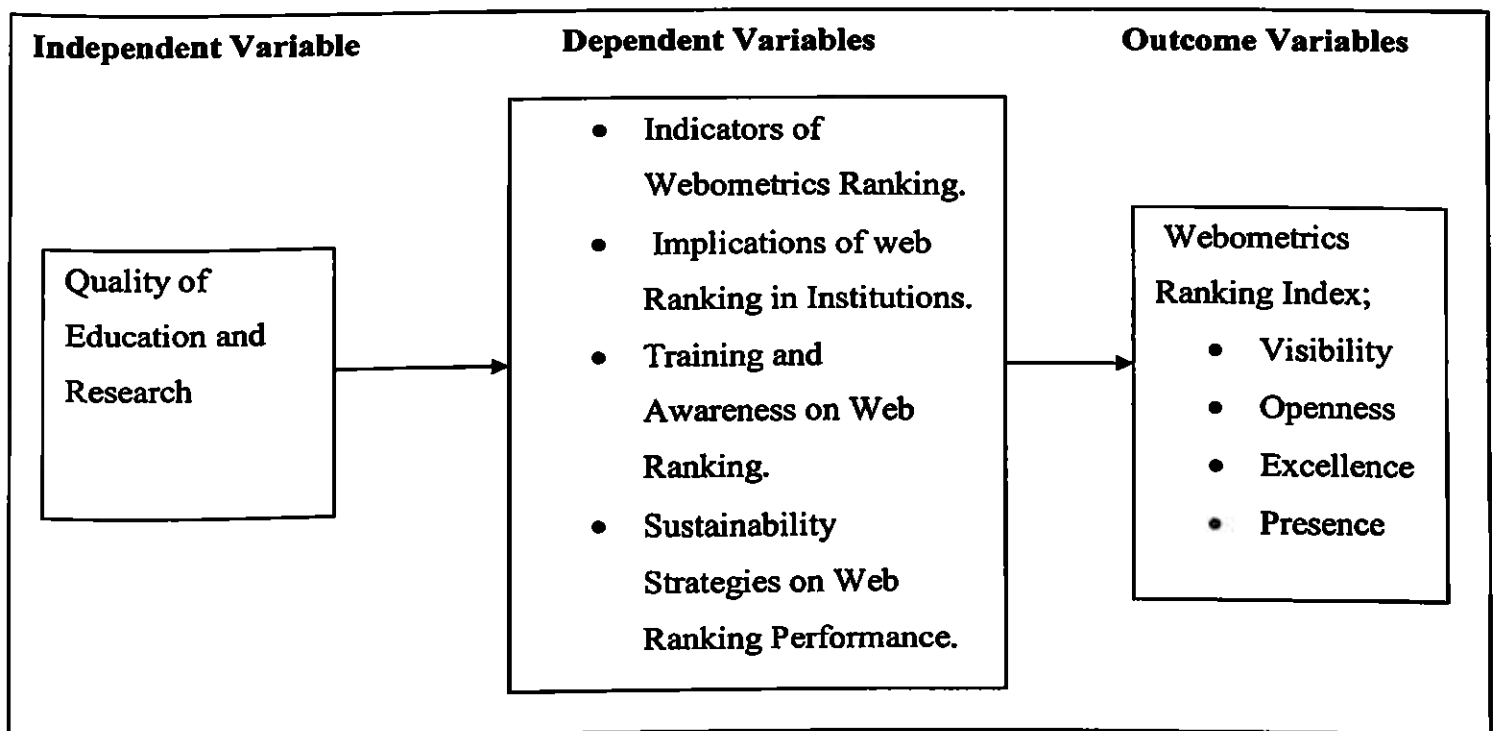 Independent Variable
Dependent Variables
Outcome Variables
Quality of
Education and
Research
• Indicators of
Webometrics Ranking.
• Implications of web
Ranking in Institutions.
• Training and
Awareness on Web
Ranking.
• Sustainability
Strategies on Web
Ranking Performance.
Webometrics
Ranking Index;
• Visibility
• Openness
• Excellence
• Presence